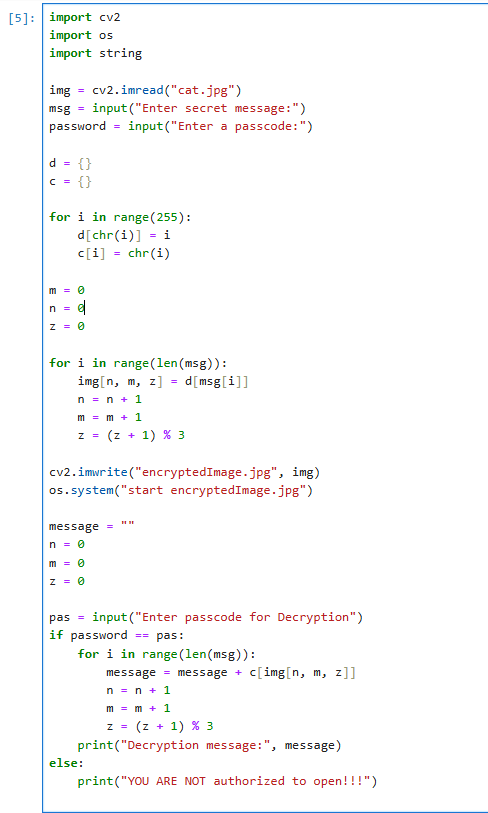 [5]:
import cv2
import os
import string
img = cv2.imread("cat.jpg")
msg = input("Enter secret message:")
password = input("Enter a passcode:")
d = {}
c = {}
for i in range(255):
    d[chr(i)] = i
    c[i] = chr(i)
m = 0
n = 0
z = 0
for i in range(len(msg)):
    img[n, m, z] = d[msg[i]]
    n = n + 1
    m = m + 1
    z = (z + 1) % 3
cv2.imwrite("encryptedImage.jpg", img)
os.system("start encryptedImage.jpg")
message = ""
n = 0
m = 0
z = 0
pas = input("Enter passcode for Decryption")
if password == pas:
    for i in range(len(msg)):
        message = message + c[img[n, m, z]]
        n = n + 1
        m = m + 1
        z = (z + 1) % 3
    print("Decryption message:", message)
else:
    print("YOU ARE NOT authorized to open!!!")